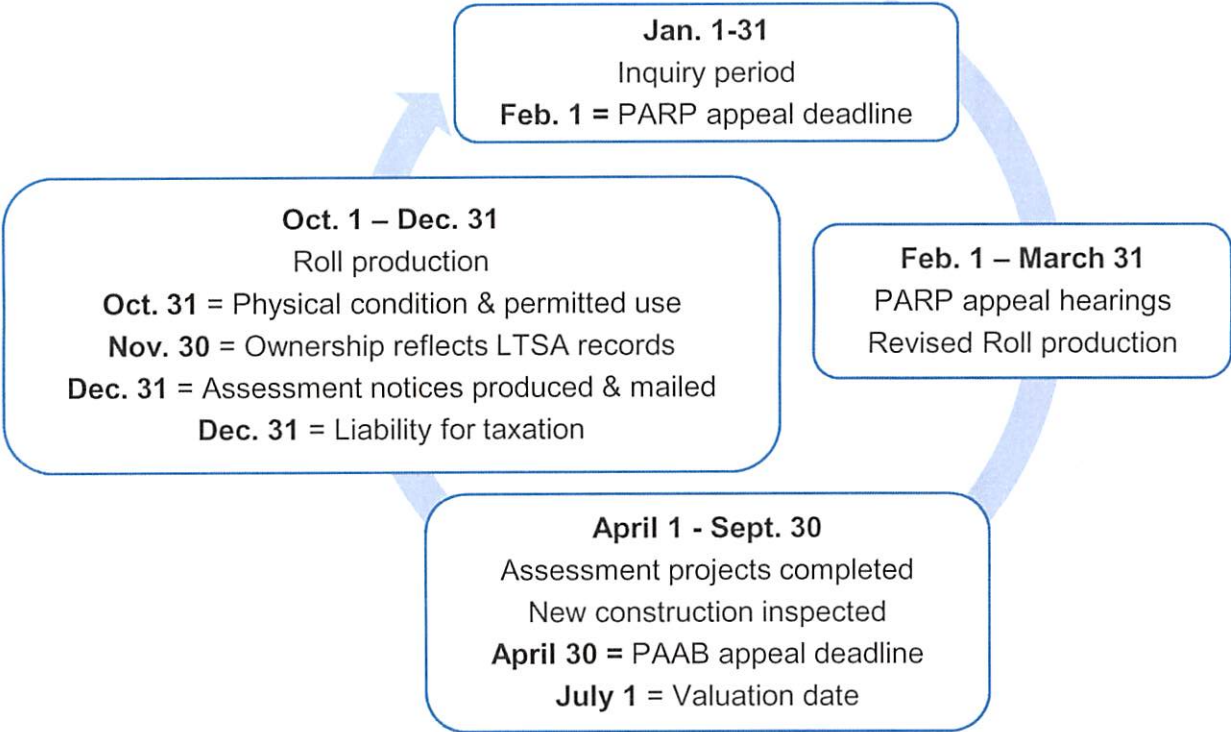 Jan. 1-31
Inquiry period
Feb. 1 = PARP appeal deadline
Feb. 1 – March 31
PARP appeal hearings
Revised Roll production
April 1 - Sept. 30
Assessment projects completed
New construction inspected
April 30 = PAAB appeal deadline
July 1 = Valuation date
Oct. 1 – Dec. 31
Roll production
Oct. 31 = Physical condition & permitted use
Nov. 30 = Ownership reflects LTSA records
Dec. 31 = Assessment notices produced & mailed
Dec. 31 = Liability for taxation